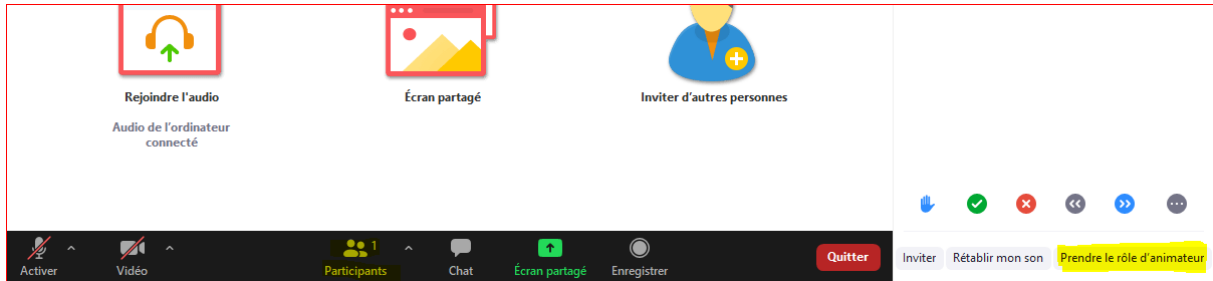 Rejoindre l'audio
Écran partagé
Inviter d'autres personnes
Audio de l'ordinateur
connecté
1
Activer
Vidéo
Participants
Chat
Écran partagé
Enregistrer
Quitter
Inviter
Rétablir mon son
Prendre le rôle d'animateur